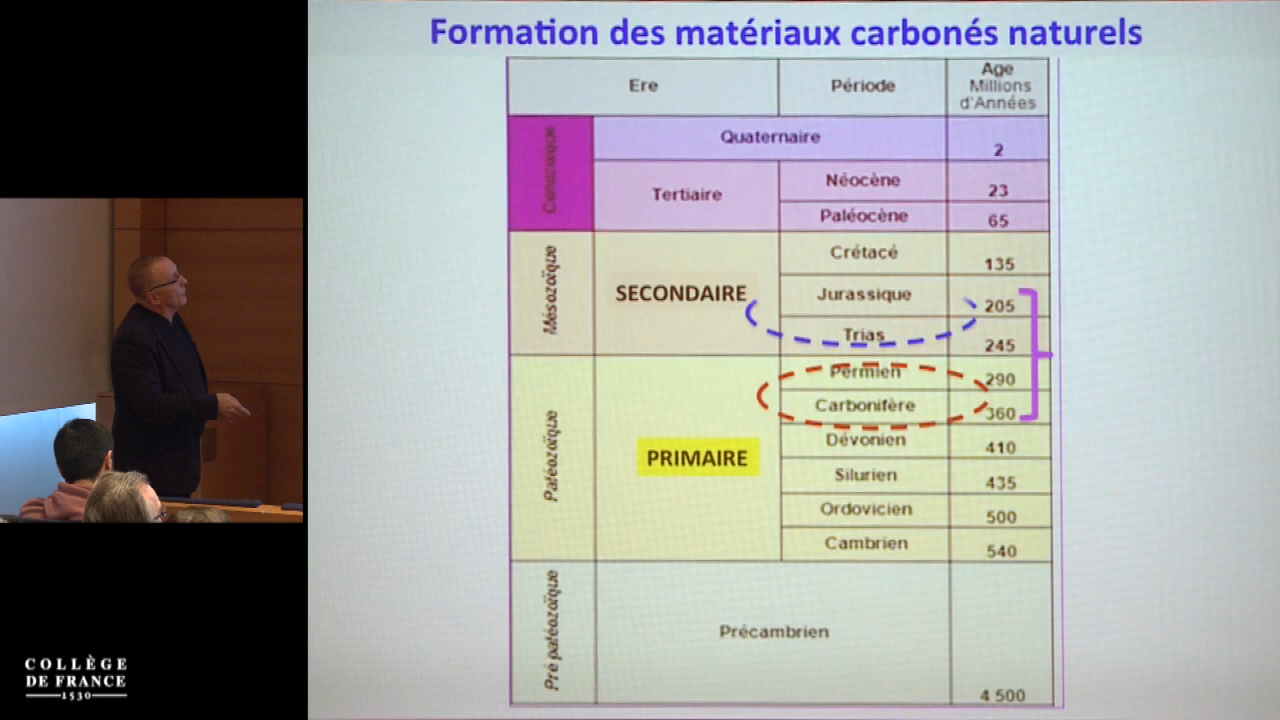 Formation des matériaux carbonés naturels
Ere
Période
Age
Millions
d'Années
Cénozoïque
Quaternaire
2
Tertiaire
Néocène
23
Paléocène
65
Mésozoïque
SECONDAIRE
Crétacé
135
Jurassique
205
Trias
245
Paléozoïque
PRIMAIRE
Permien
290
Carbonifère
360
Dévonien
410
Silurien
435
Ordovicien
500
Cambrien
540
Pré paléozoïque
Précambrien
4 500
COLLÈGE
DE FRANCE
1530